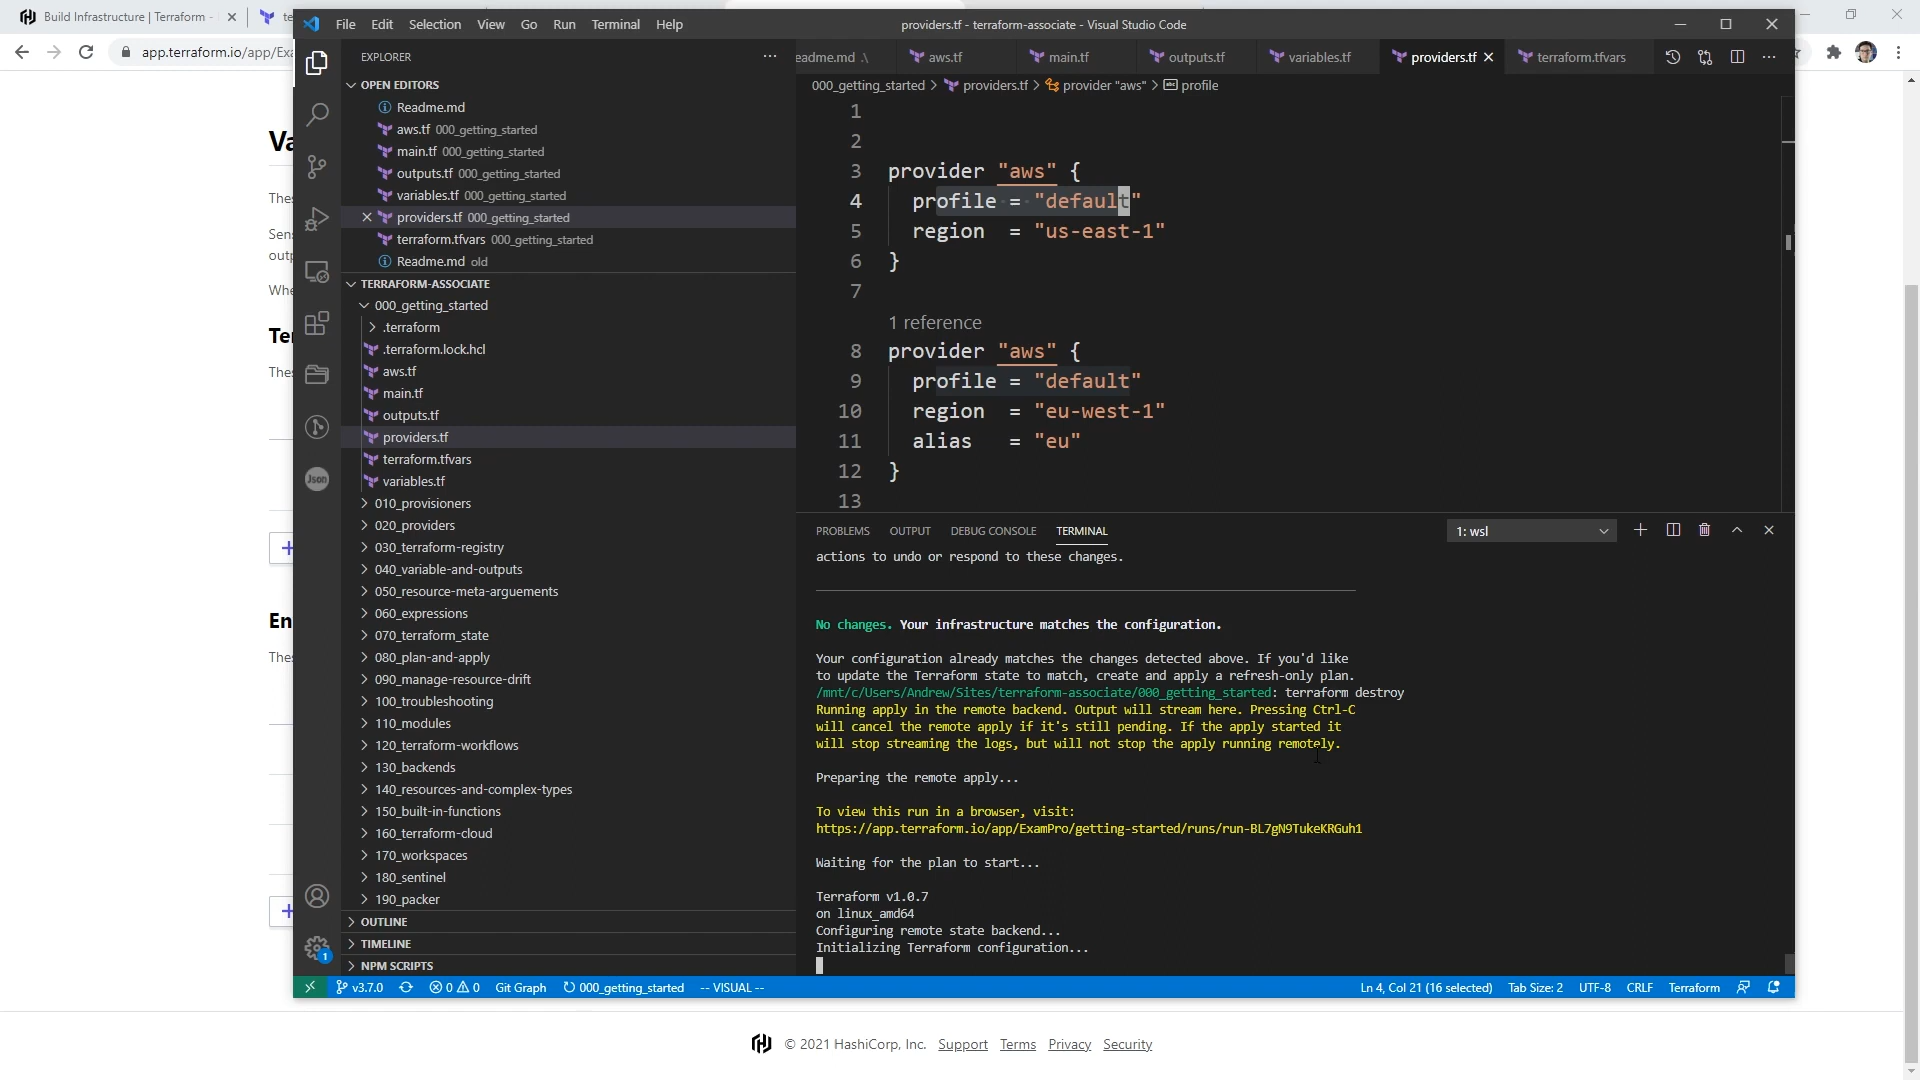 Build Infrastructure | Terraform -
app.terraform.io/app/Exa
File Edit Selection View Go Run Terminal Help
providers.tf - terraform-associate - Visual Studio Code
EXPLORER
OPEN EDITORS
Readme.md
aws.tf 000_getting_started
main.tf 000_getting_started
outputs.tf 000_getting_started
variables.tf 000_getting_started
providers.tf 000_getting_started
terraform.tfvars 000_getting_started
Readme.md old
TERRAFORM-ASSOCIATE
000_getting_started
.terraform
.terraform.lock.hcl
aws.tf
main.tf
outputs.tf
providers.tf
terraform.tfvars
variables.tf
010_provisioners
020_providers
030_terraform-registry
040_variable-and-outputs
050_resource-meta-arguements
060_expressions
070_terraform_state
080_plan-and-apply
090_manage-resource-drift
100_troubleshooting
110_modules
120_terraform-workflows
130_backends
140_resources-and-complex-types
150_built-in-functions
160_terraform-cloud
170_workspaces
180_sentinel
190_packer
OUTLINE
TIMELINE
NPM SCRIPTS
Json
1
eadme.md .\ aws.tf main.tf outputs.tf variables.tf providers.tf terraform.tfvars
000_getting_started > providers.tf > provider "aws" > profile
1
2
3 provider "aws" {
4 profile = "default"
5 region = "us-east-1"
6 }
7
1 reference
8 provider "aws" {
9 profile = "default"
10 region = "eu-west-1"
11 alias = "eu"
12 }
13
PROBLEMS OUTPUT DEBUG CONSOLE TERMINAL 1: wsl
actions to undo or respond to these changes.
No changes. Your infrastructure matches the configuration.
Your configuration already matches the changes detected above. If you'd like
to update the Terraform state to match, create and apply a refresh-only plan.
/mnt/c/Users/Andrew/Sites/terraform-associate/000_getting_started: terraform destroy
Running apply in the remote backend. Output will stream here. Pressing Ctrl-C
will cancel the remote apply if it's still pending. If the apply started it
will stop streaming the logs, but will not stop the apply running remotely.
Preparing the remote apply...
To view this run in a browser, visit:
https://app.terraform.io/app/ExamPro/getting-started/runs/run-BL7gN9TukeKRGuh1
Waiting for the plan to start...
Terraform v1.0.7
on linux_amd64
Configuring remote state backend...
Initializing Terraform configuration...
v3.7.0 0 0 Git Graph 000_getting_started -- VISUAL -- Ln 4, Col 21 (16 selected) Tab Size: 2 UTF-8 CRLF Terraform
Va
Thes
Sens
outp
Whe
Te
Thes
En
Thes
© 2021 HashiCorp, Inc. Support Terms Privacy Security